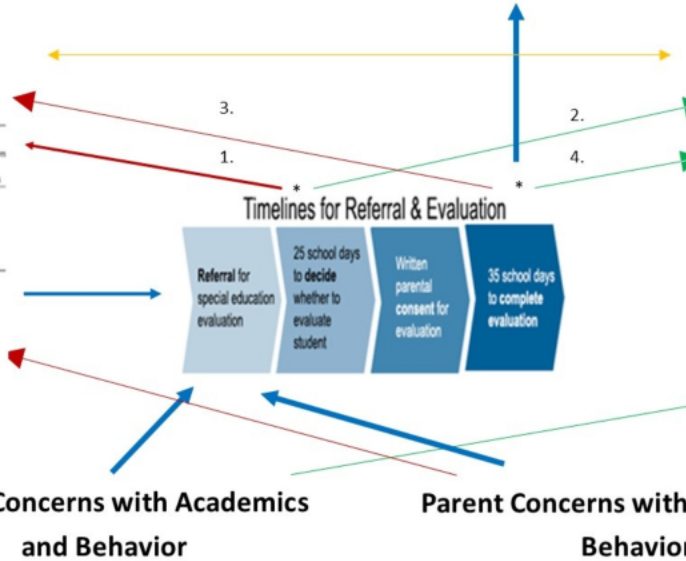 3.
2.
1.
4.
*
*
Timelines for Referral & Evaluation
Referral for
special education
evaluation
25 school days
to decide
whether to
evaluate
student
Written
parental
consent for
evaluation
35 school days
to complete
evaluation
Concerns with Academics
and Behavior
Parent Concerns with
Behavior